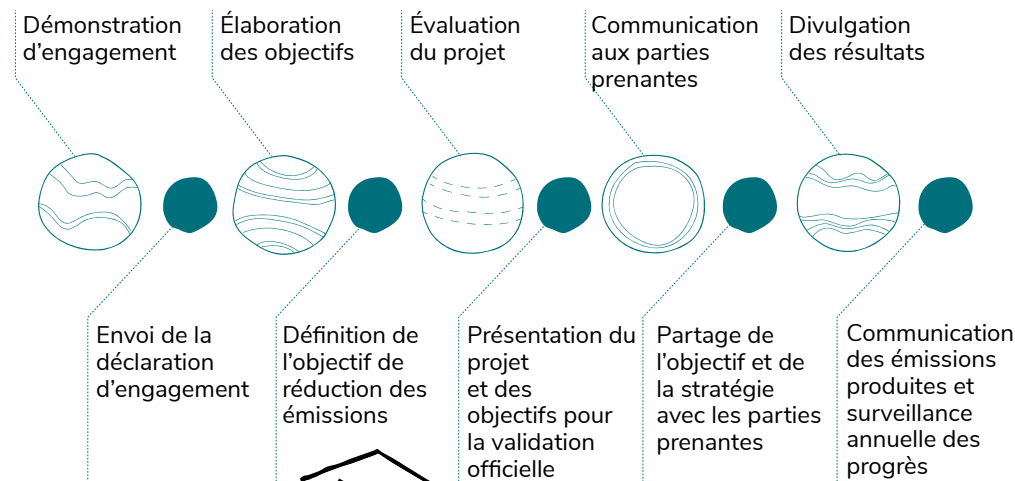 Démonstration
d'engagement
Élaboration
des objectifs
Évaluation
du projet
Communication
aux parties
prenantes
Divulgation
des résultats
Envoi de la
déclaration
d'engagement
Définition de
l'objectif de
réduction des
émissions
Présentation du
projet
et des
objectifs pour
la validation
officielle
Partage de
l'objectif et de
la stratégie
avec les parties
prenantes
Communication
des émissions
produites et
surveillance
annuelle des
progrès